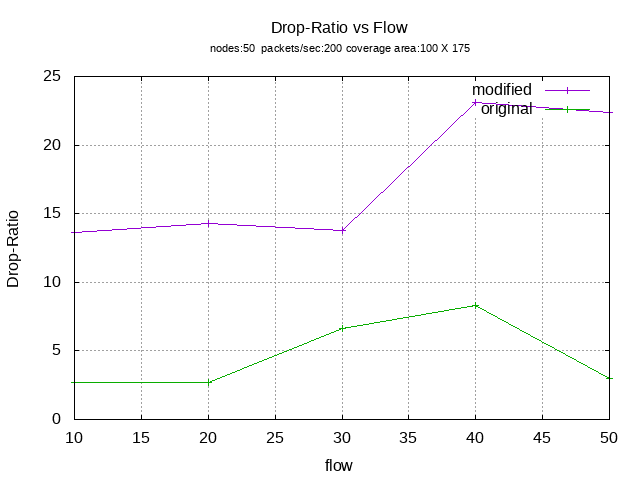 Drop-Ratio vs Flow
nodes:50  packets/sec:200 coverage area:100 X 175
modified
original
25
20
15
10
5
0
Drop-Ratio
10 15 20 25 30 35 40 45 50
flow